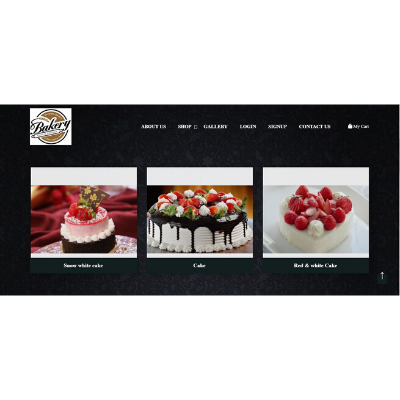 Bakery
ABOUT US SHOP GALLERY LOGIN SIGNUP CONTACT US My Cart
Snow white cake Cake Red & white Cake